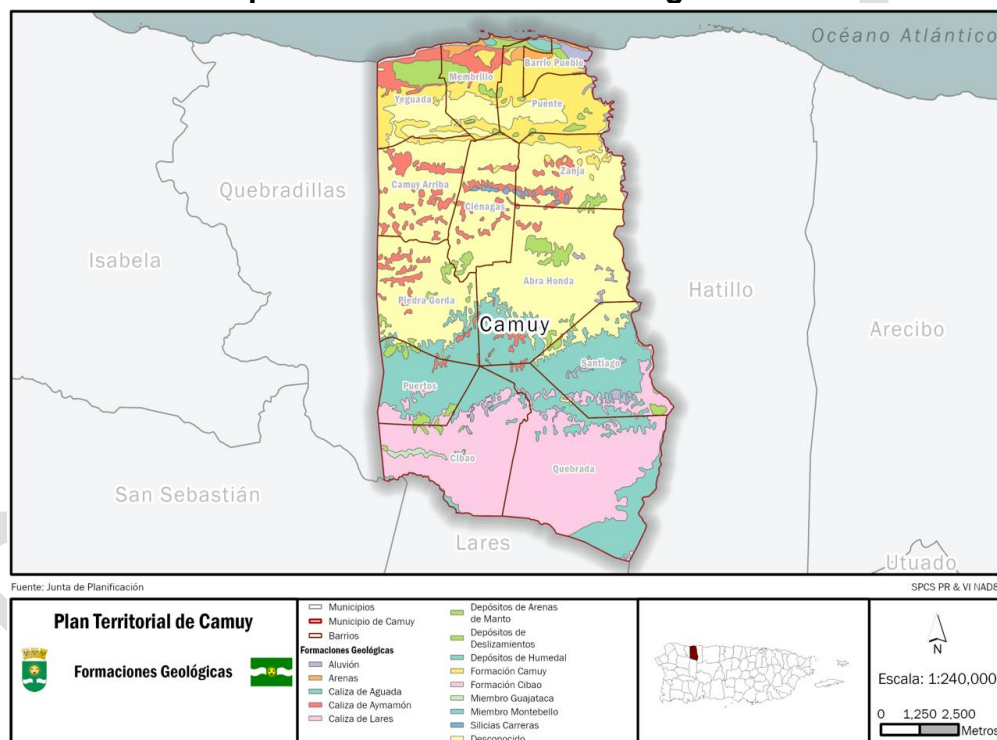 Océano Atlántico
Barrio Pueblo
Membrillo
Yeguada
Puente
Zanja
Quebradillas
Camuy Arriba
Ciénagas
Isabela
Abra Honda
Hatillo
Piedra Gorda
Camuy
Arecibo
Santiago
Puertos
Cibao
Quebrada
San Sebastián
Lares
Utuado
Fuente: Junta de Planificación
SPCS PR & VI NAD8
Plan Territorial de Camuy
Formaciones Geológicas
Municipios
Municipio de Camuy
Barrios
Formaciones Geológicas
Aluvión
Arenas
Caliza de Aguada
Caliza de Aymamón
Caliza de Lares
Depósitos de Arenas
de Manto
Depósitos de
Deslizamientos
Depósitos de Humedal
Formación Camuy
Formación Cibao
Miembro Guajataca
Miembro Montebello
Silicias Carreras
Desconocido
N
Escala: 1:240,000
0 1,250 2,500
Metros